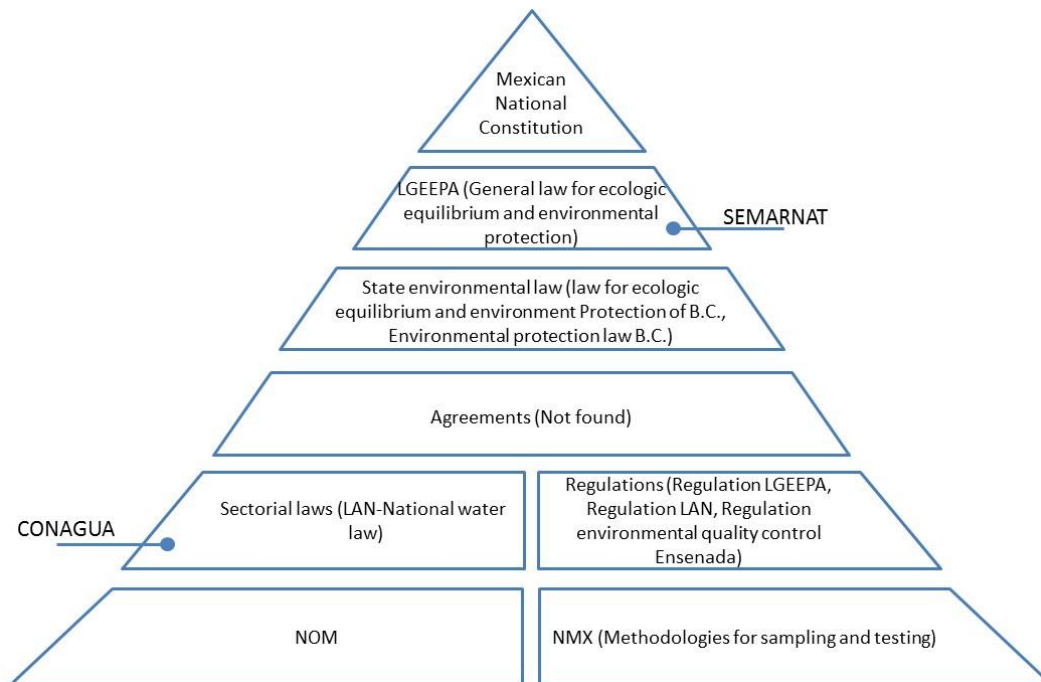 Mexican
National
Constitution
LGEEPA (General law for ecologic
equilibrium and environmental
protection)
SEMARNAT
State environmental law (law for ecologic
equilibrium and environment Protection of B.C.,
Environmental protection law B.C.)
Agreements (Not found)
Sectorial laws (LAN-National water
law)
CONAGUA
Regulations (Regulation LGEEPA,
Regulation LAN, Regulation
environmental quality control
Ensenada)
NOM
NMX (Methodologies for sampling and testing)